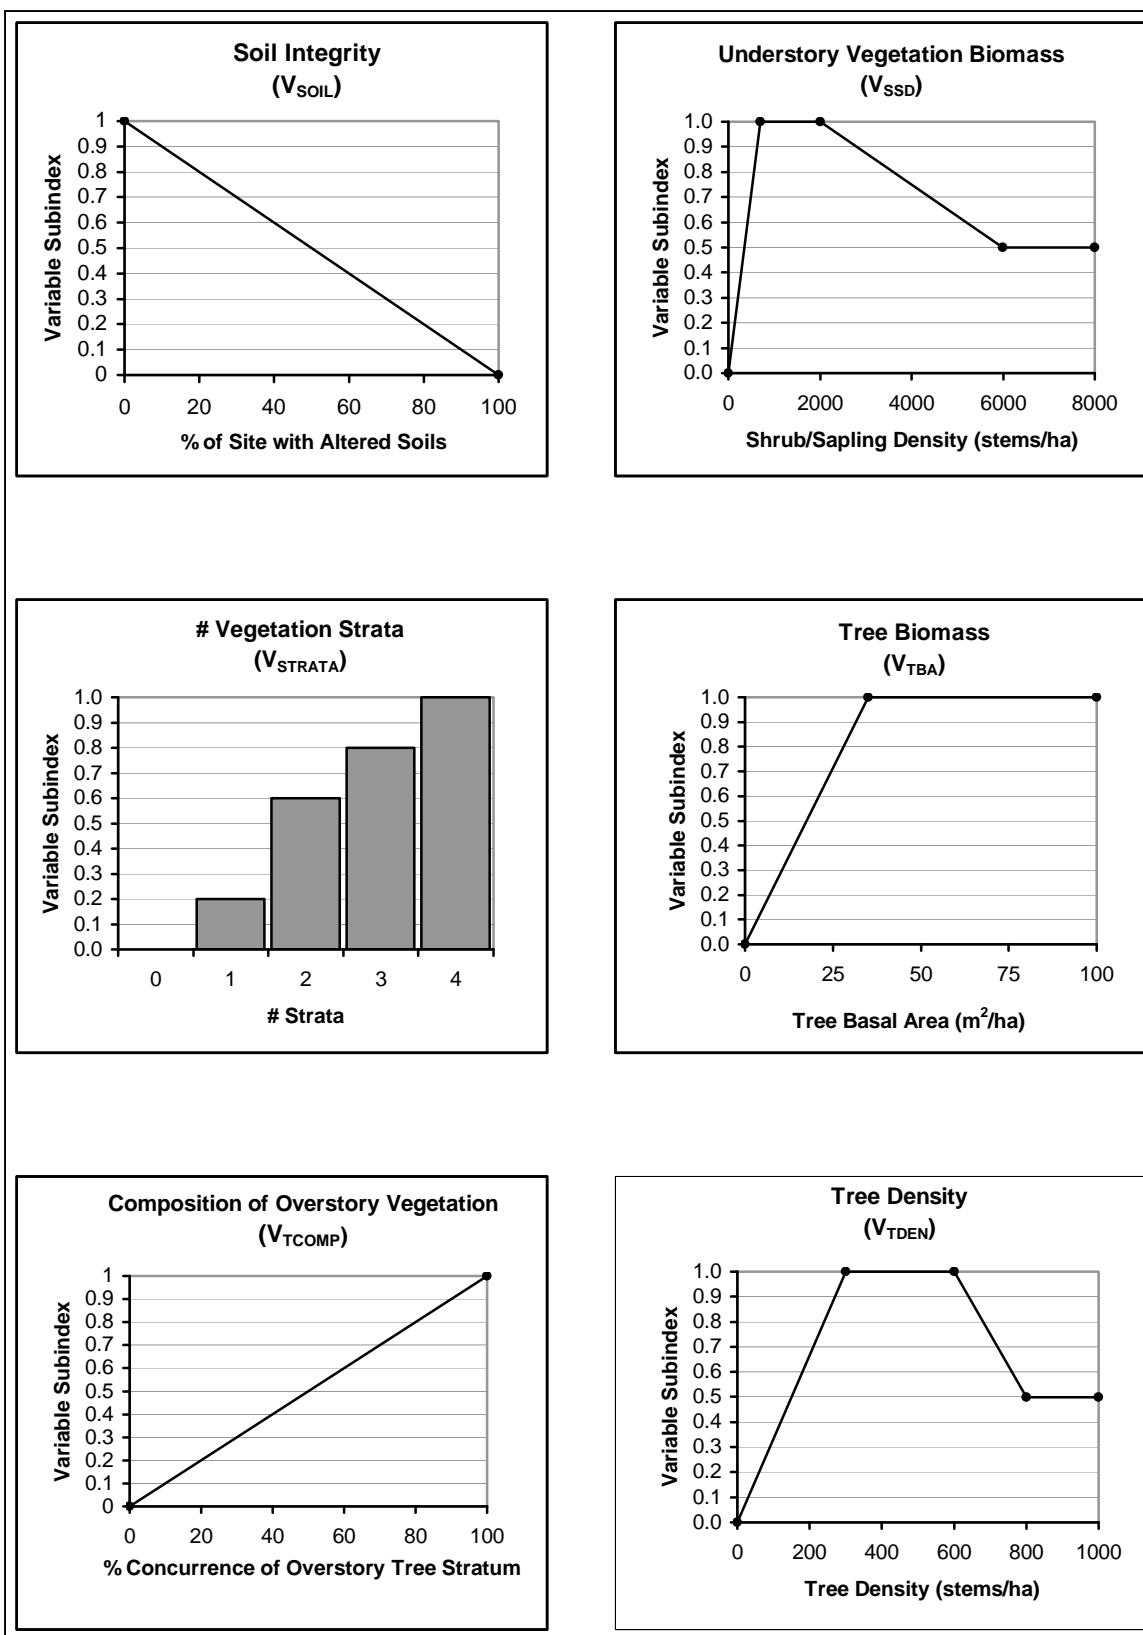 Soil Integrity
(VSOIL)
Variable Subindex
1
0.9
0.8
0.7
0.6
0.5
0.4
0.3
0.2
0.1
0
0 20 40 60 80 100
% of Site with Altered Soils
Understory Vegetation Biomass
(VSSD)
Variable Subindex
1.0
0.9
0.8
0.7
0.6
0.5
0.4
0.3
0.2
0.1
0.0
0 2000 4000 6000 8000
Shrub/Sapling Density (stems/ha)
# Vegetation Strata
(VSTRATA)
Variable Subindex
1.0
0.9
0.8
0.7
0.6
0.5
0.4
0.3
0.2
0.1
0.0
0 1 2 3 4
# Strata
Tree Biomass
(VTBA)
Variable Subindex
1.0
0.9
0.8
0.7
0.6
0.5
0.4
0.3
0.2
0.1
0.0
0 25 50 75 100
Tree Basal Area (m²/ha)
Composition of Overstory Vegetation
(VTCOMP)
Variable Subindex
1
0.9
0.8
0.7
0.6
0.5
0.4
0.3
0.2
0.1
0
0 20 40 60 80 100
% Concurrence of Overstory Tree Stratum
Tree Density
(VTDEN)
Variable Subindex
1.0
0.9
0.8
0.7
0.6
0.5
0.4
0.3
0.2
0.1
0.0
0 200 400 600 800 1000
Tree Density (stems/ha)